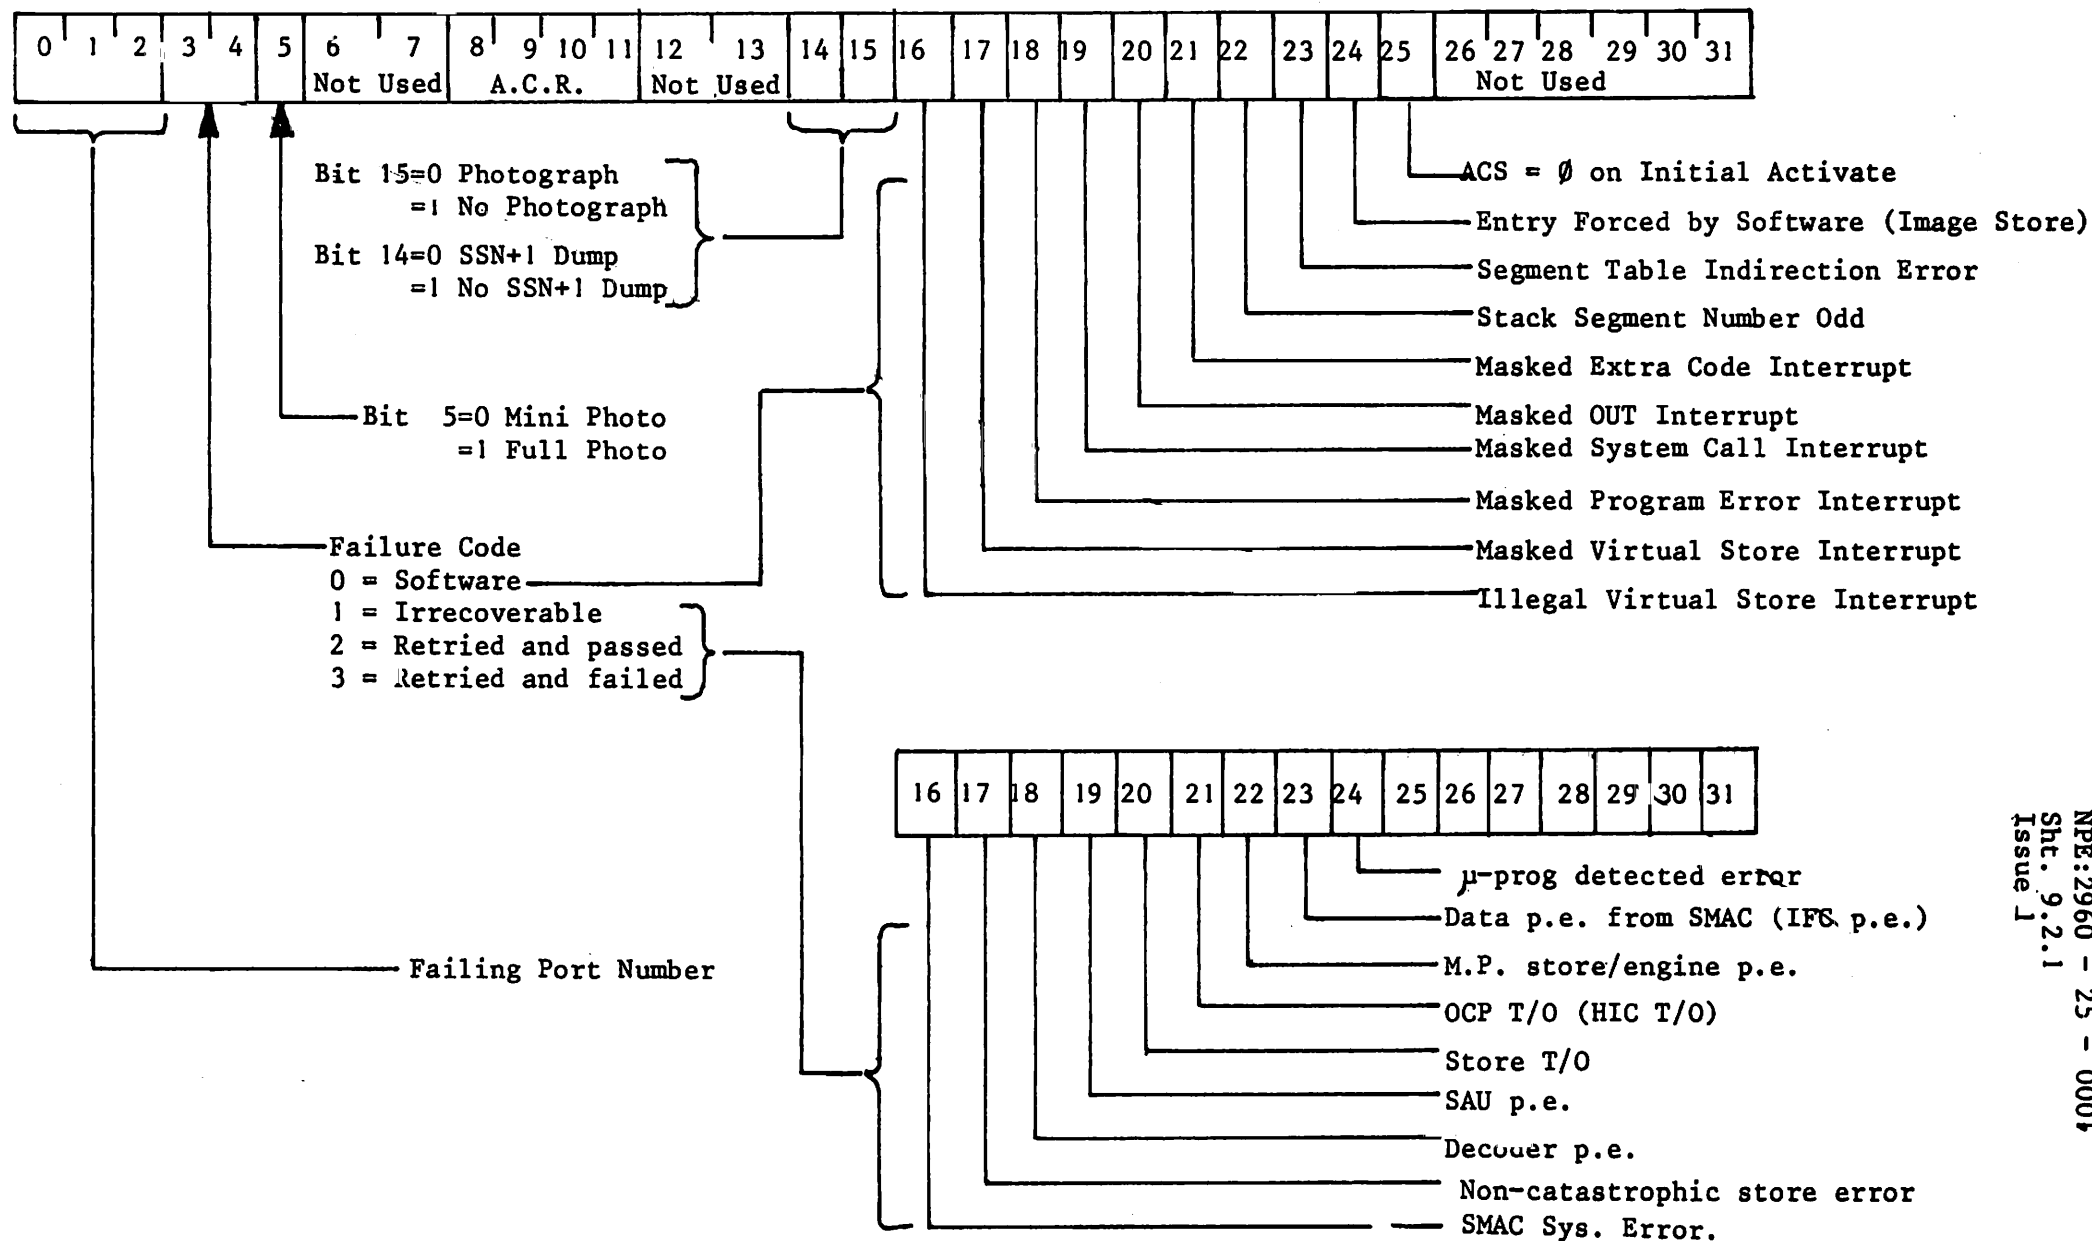 0 1 2 3 4 5 6 7 8 9 10 11 12 13 14 15 16 17 18 19 20 21 22 23 24 25 26 27 28 29 30 31
Not Used A.C.R. Not Used Not Used
Bit 15=0 Photograph
=1 No Photograph
Bit 14=0 SSN+1 Dump
=1 No SSN+1 Dump
Bit 5=0 Mini Photo
=1 Full Photo
Failure Code
0 = Software
1 = Irrecoverable
2 = Retried and passed
3 = Retried and failed
Failing Port Number
ACS = Ø on Initial Activate
Entry Forced by Software (Image Store)
Segment Table Indirection Error
Stack Segment Number Odd
Masked Extra Code Interrupt
Masked OUT Interrupt
Masked System Call Interrupt
Masked Program Error Interrupt
Masked Virtual Store Interrupt
Illegal Virtual Store Interrupt
16 17 18 19 20 21 22 23 24 25 26 27 28 29 30 31
µ-prog detected error
Data p.e. from SMAC (IFC p.e.)
M.P. store/engine p.e.
OCP T/O (HIC T/O)
Store T/O
SAU p.e.
Decoder p.e.
Non-catastrophic store error
SMAC Sys. Error.
NPE:2960 - 25 -
Sht. 9.2.1
Issue 1